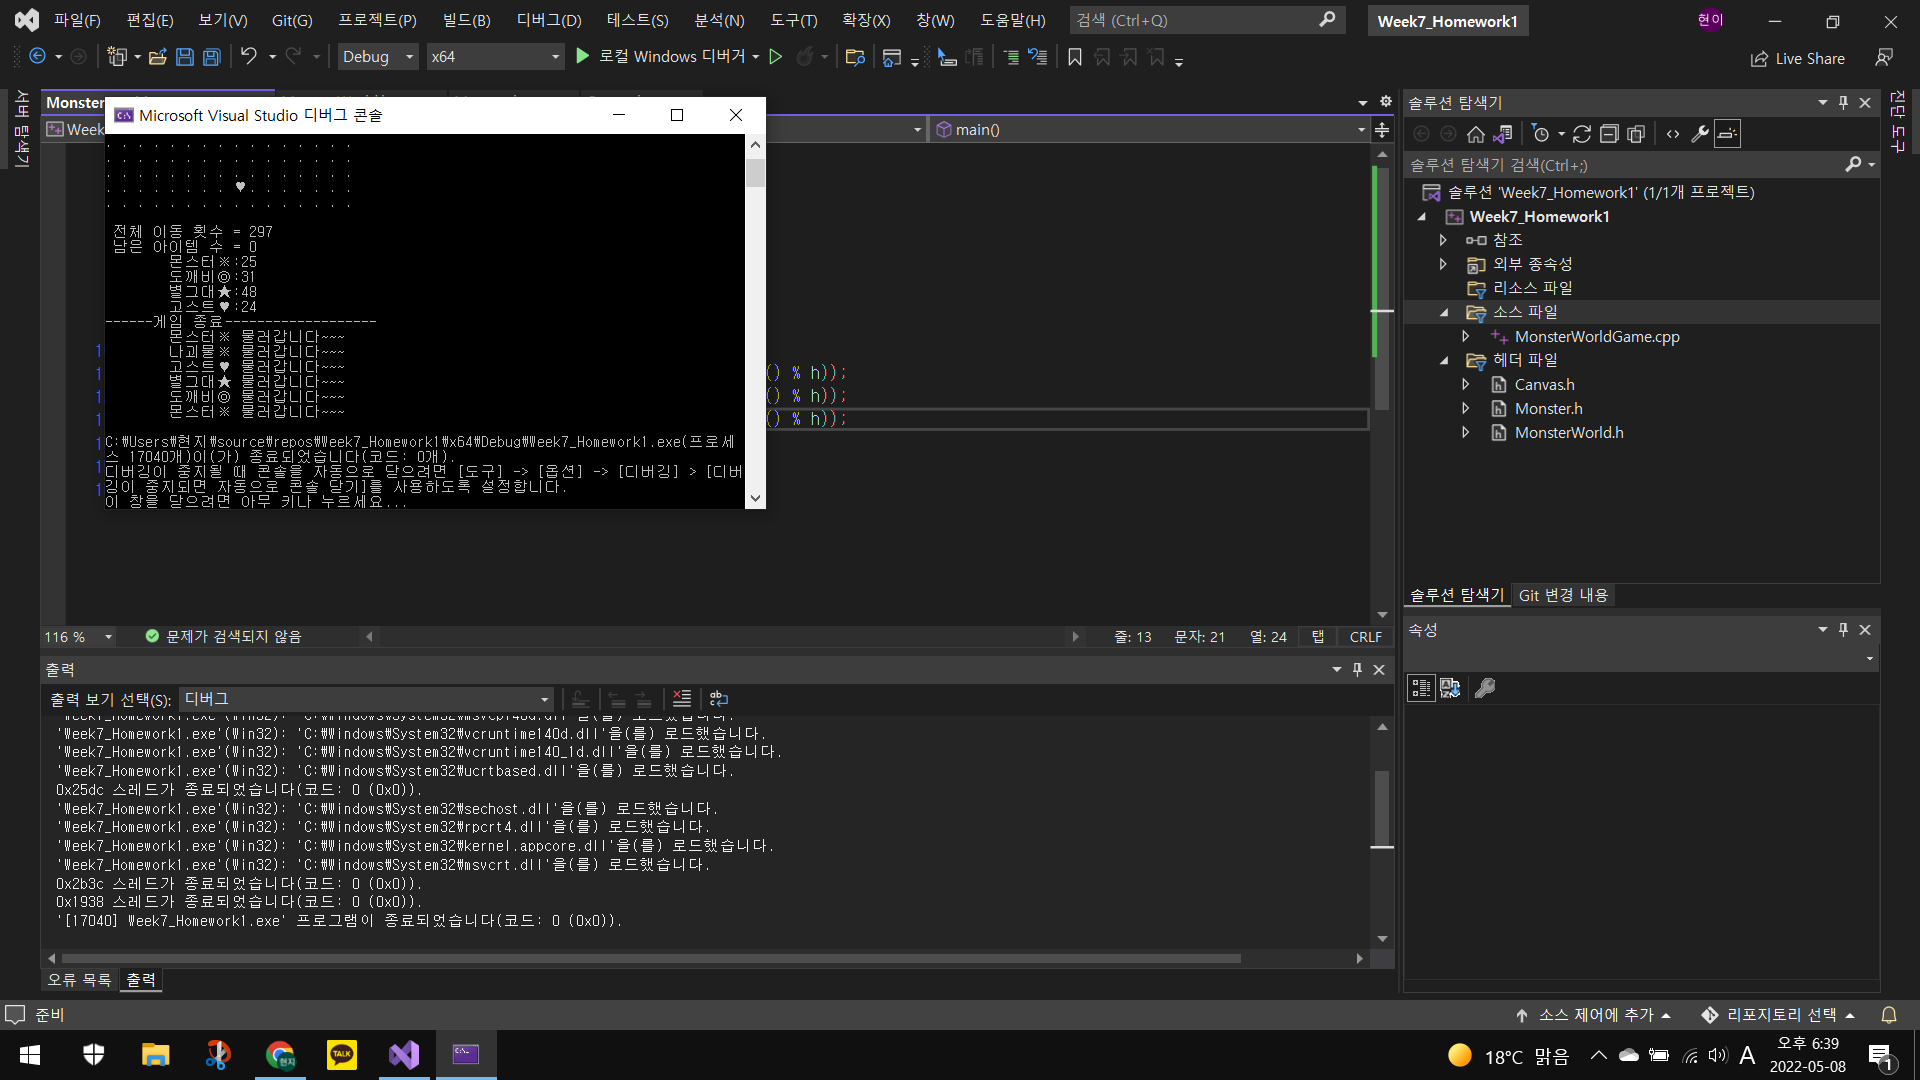 파일(F) 편집(E) 보기(V) Git(G) 프로젝트(P) 빌드(B) 디버그(D) 테스트(S) 분석(N) 도구(T) 확장(X) 창(W) 도움말(H) 검색 (Ctrl+Q) Week7_Homework1 현이
Debug x64 로컬 Windows 디버거 Live Share
서버 탐색기
Monster
Microsoft Visual Studio 디버그 콘솔
Week
main()
♥
전체 이동 횟수 = 297
남은 아이템 수 = 0
몬스터※:25
도깨비◎:31
별그대★:48
고스트♥:24
------게임 종료-------------------
몬스터※ 물러갑니다~~~
나괴물※ 물러갑니다~~~
고스트♥ 물러갑니다~~~
별그대★ 물러갑니다~~~
도깨비◎ 물러갑니다~~~
몬스터※ 물러갑니다~~~
C:\Users\현지\source\repos\Week7_Homework1\x64\Debug\Week7_Homework1.exe(프로세
스 17040개)이(가) 종료되었습니다(코드: 0개).
디버깅이 중지될 때 콘솔을 자동으로 닫으려면 [도구] -> [옵션] -> [디버깅] > [디버
깅이 중지되면 자동으로 콘솔 닫기]를 사용하도록 설정합니다.
이 창을 닫으려면 아무 키나 누르세요...
() % h));
() % h));
() % h));
116 % 문제가 검색되지 않음 줄: 13 문자: 21 열: 24 탭 CRLF
출력
출력 보기 선택(S): 디버그
'Week7_Homework1.exe'(Win32): 'C:\Windows\System32\msvcp140d.dll'을(를) 로드했습니다.
'Week7_Homework1.exe'(Win32): 'C:\Windows\System32\vcruntime140d.dll'을(를) 로드했습니다.
'Week7_Homework1.exe'(Win32): 'C:\Windows\System32\vcruntime140_1d.dll'을(를) 로드했습니다.
'Week7_Homework1.exe'(Win32): 'C:\Windows\System32\ucrtbased.dll'을(를) 로드했습니다.
0x25dc 스레드가 종료되었습니다(코드: 0 (0x0)).
'Week7_Homework1.exe'(Win32): 'C:\Windows\System32\sechost.dll'을(를) 로드했습니다.
'Week7_Homework1.exe'(Win32): 'C:\Windows\System32\rpcrt4.dll'을(를) 로드했습니다.
'Week7_Homework1.exe'(Win32): 'C:\Windows\System32\kernel.appcore.dll'을(를) 로드했습니다.
'Week7_Homework1.exe'(Win32): 'C:\Windows\System32\msvcrt.dll'을(를) 로드했습니다.
0x2b3c 스레드가 종료되었습니다(코드: 0 (0x0)).
0x1938 스레드가 종료되었습니다(코드: 0 (0x0)).
'[17040] Week7_Homework1.exe' 프로그램이 종료되었습니다(코드: 0 (0x0)).
오류 목록 출력
솔루션 탐색기
솔루션 탐색기 검색(Ctrl+;)
솔루션 'Week7_Homework1' (1/1개 프로젝트)
Week7_Homework1
참조
외부 종속성
리소스 파일
소스 파일
MonsterWorldGame.cpp
헤더 파일
Canvas.h
Monster.h
MonsterWorld.h
솔루션 탐색기 Git 변경 내용
속성
진단 도구
준비 소스 제어에 추가 리포지토리 선택
TALK 현지 18°C 맑음 A 오후 6:39
2022-05-08 1